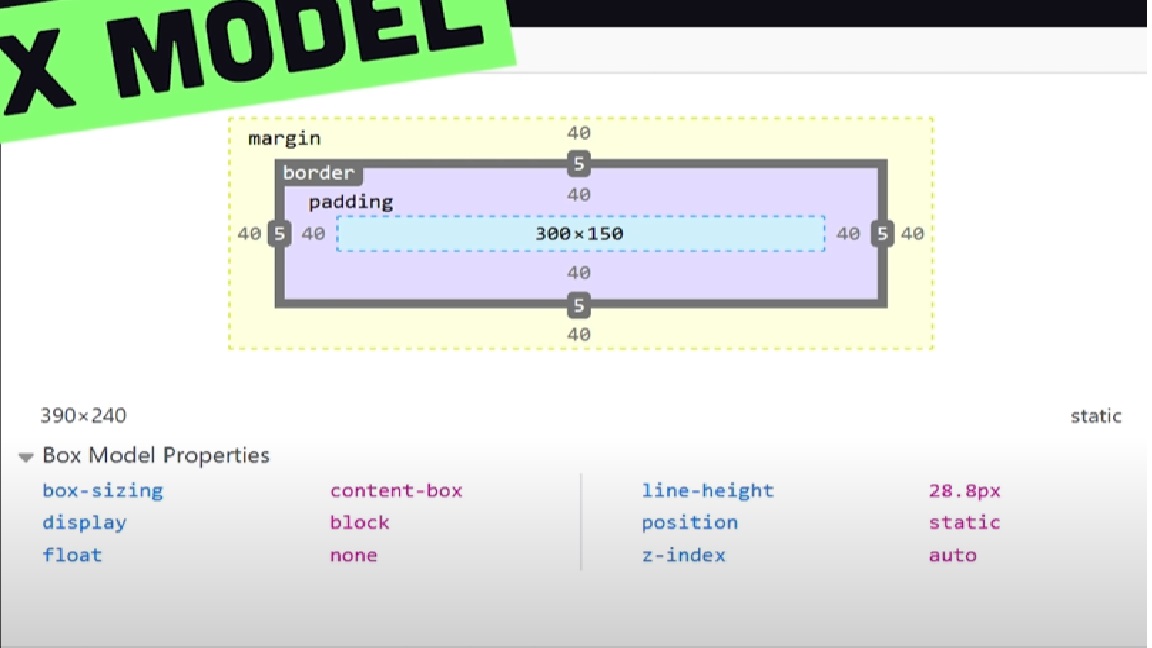 X MODEL
margin
40
5
border
40
padding
40 5 40 300×150 40 5 40
40
5
40
390×240 static
Box Model Properties
box-sizing content-box line-height 28.8px
display block position static
float none z-index auto